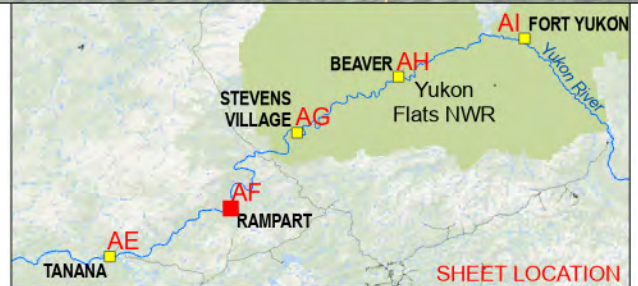 AI FORT YUKON
BEAVER AH
Yukon River
Yukon
Flats NWR
STEVENS
VILLAGE AG
AF
RAMPART
AE
TANANA
SHEET LOCATION